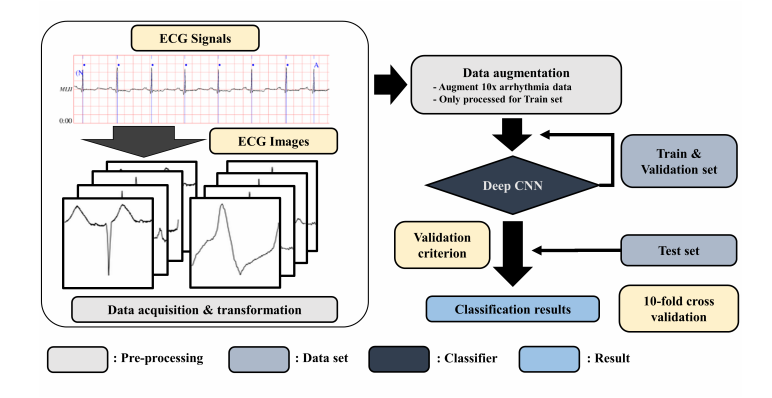 ECG Signals
(N
A
MLII
0:00
ECG Images
Data acquisition & transformation
Data augmentation
- Augment 10x arrhythmia data
- Only processed for Train set
Deep CNN
Train &
Validation set
Validation
criterion
Test set
Classification results
10-fold cross
validation
: Pre-processing
: Data set
: Classifier
: Result